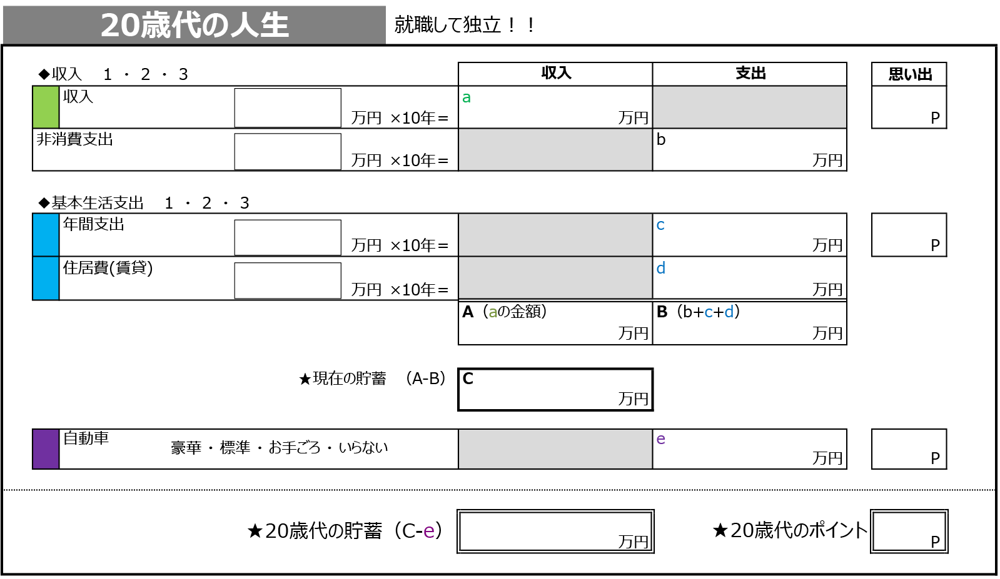 20歳代の人生 就職して独立！！
◆収入 1 ・ 2 ・ 3 収入 支出 思い出
収入 万円 ×10年＝ a 万円 P
非消費支出 万円 ×10年＝ b 万円
◆基本生活支出 1 ・ 2 ・ 3
年間支出 万円 ×10年＝ c 万円 P
住居費(賃貸) 万円 ×10年＝ d 万円
A（aの金額） 万円 B（b+c+d） 万円
★現在の貯蓄 （A-B） C 万円
自動車 豪華 ・ 標準 ・ お手ごろ ・ いらない e 万円 P
★20歳代の貯蓄（C-e） 万円 ★20歳代のポイント P